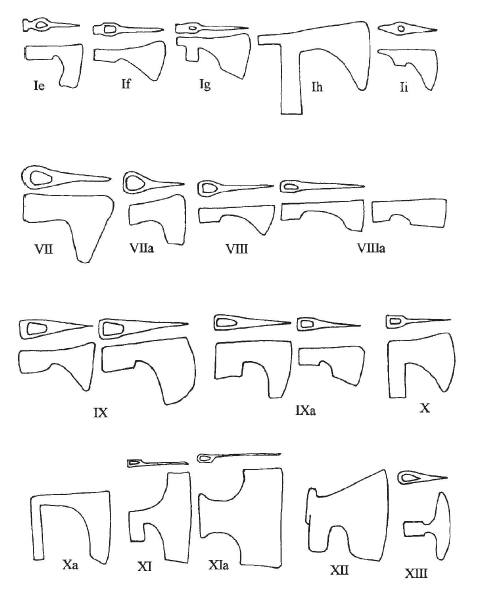 Ie If Ig Ih Ii
VII VIIa VIII VIIIa
IX IXa X
Xa XI XIa XII XIII